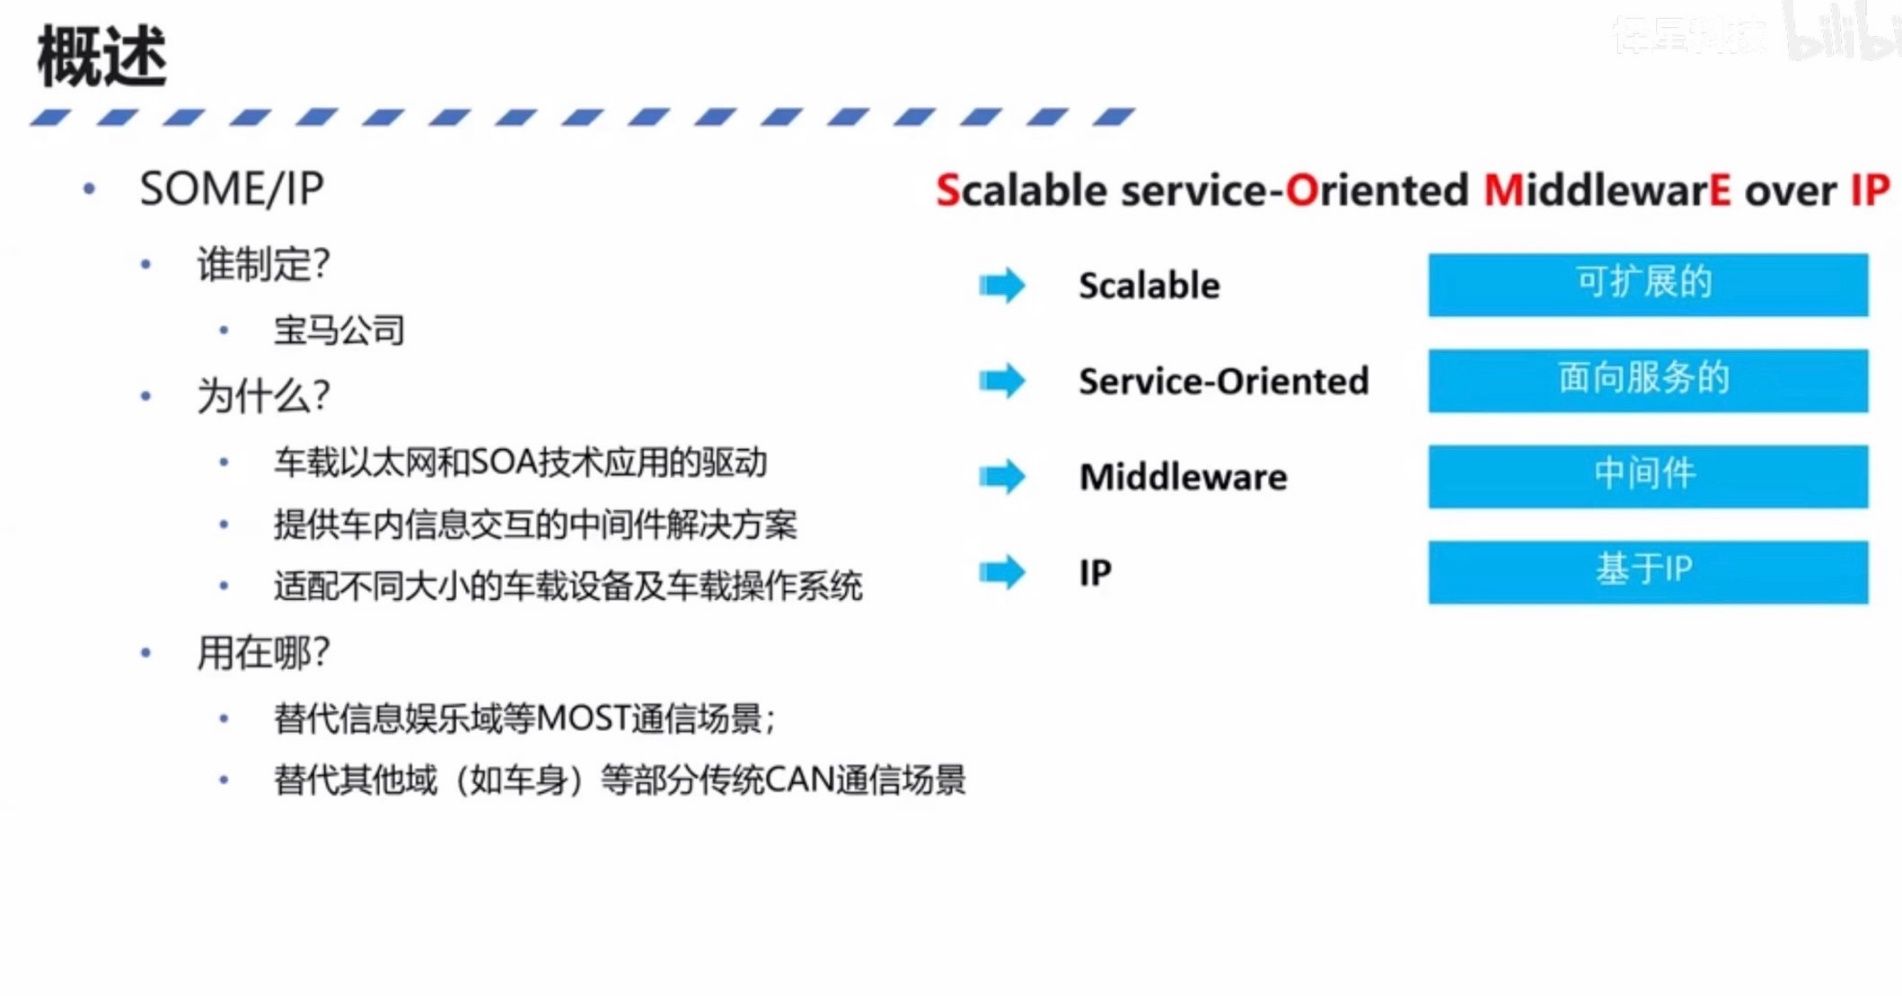 概述
SOME/IP
谁制定？
宝马公司
为什么？
车载以太网和SOA技术应用的驱动
提供车内信息交互的中间件解决方案
适配不同大小的车载设备及车载操作系统
用在哪？
替代信息娱乐域等MOST通信场景；
替代其他域（如车身）等部分传统CAN通信场景
Scalable service-Oriented MiddlewarE over IP
Scalable 可扩展的
Service-Oriented 面向服务的
Middleware 中间件
IP 基于IP